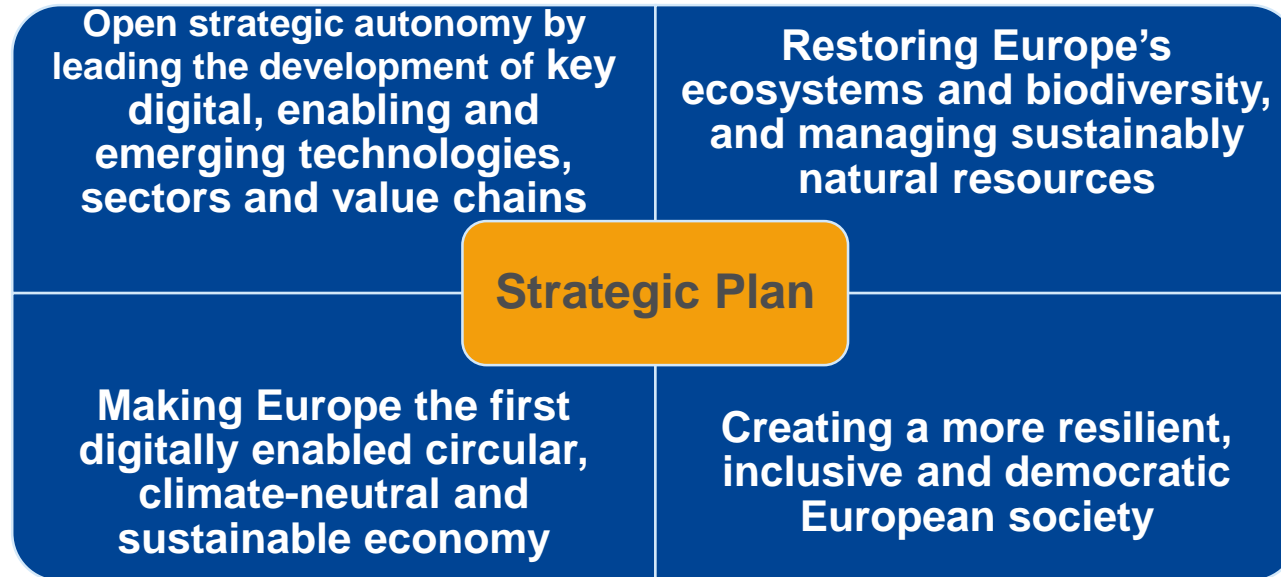 Open strategic autonomy by
leading the development of key
digital, enabling and
emerging technologies,
sectors and value chains
Restoring Europe’s
ecosystems and biodiversity,
and managing sustainably
natural resources
Strategic Plan
Making Europe the first
digitally enabled circular,
climate-neutral and
sustainable economy
Creating a more resilient,
inclusive and democratic
European society